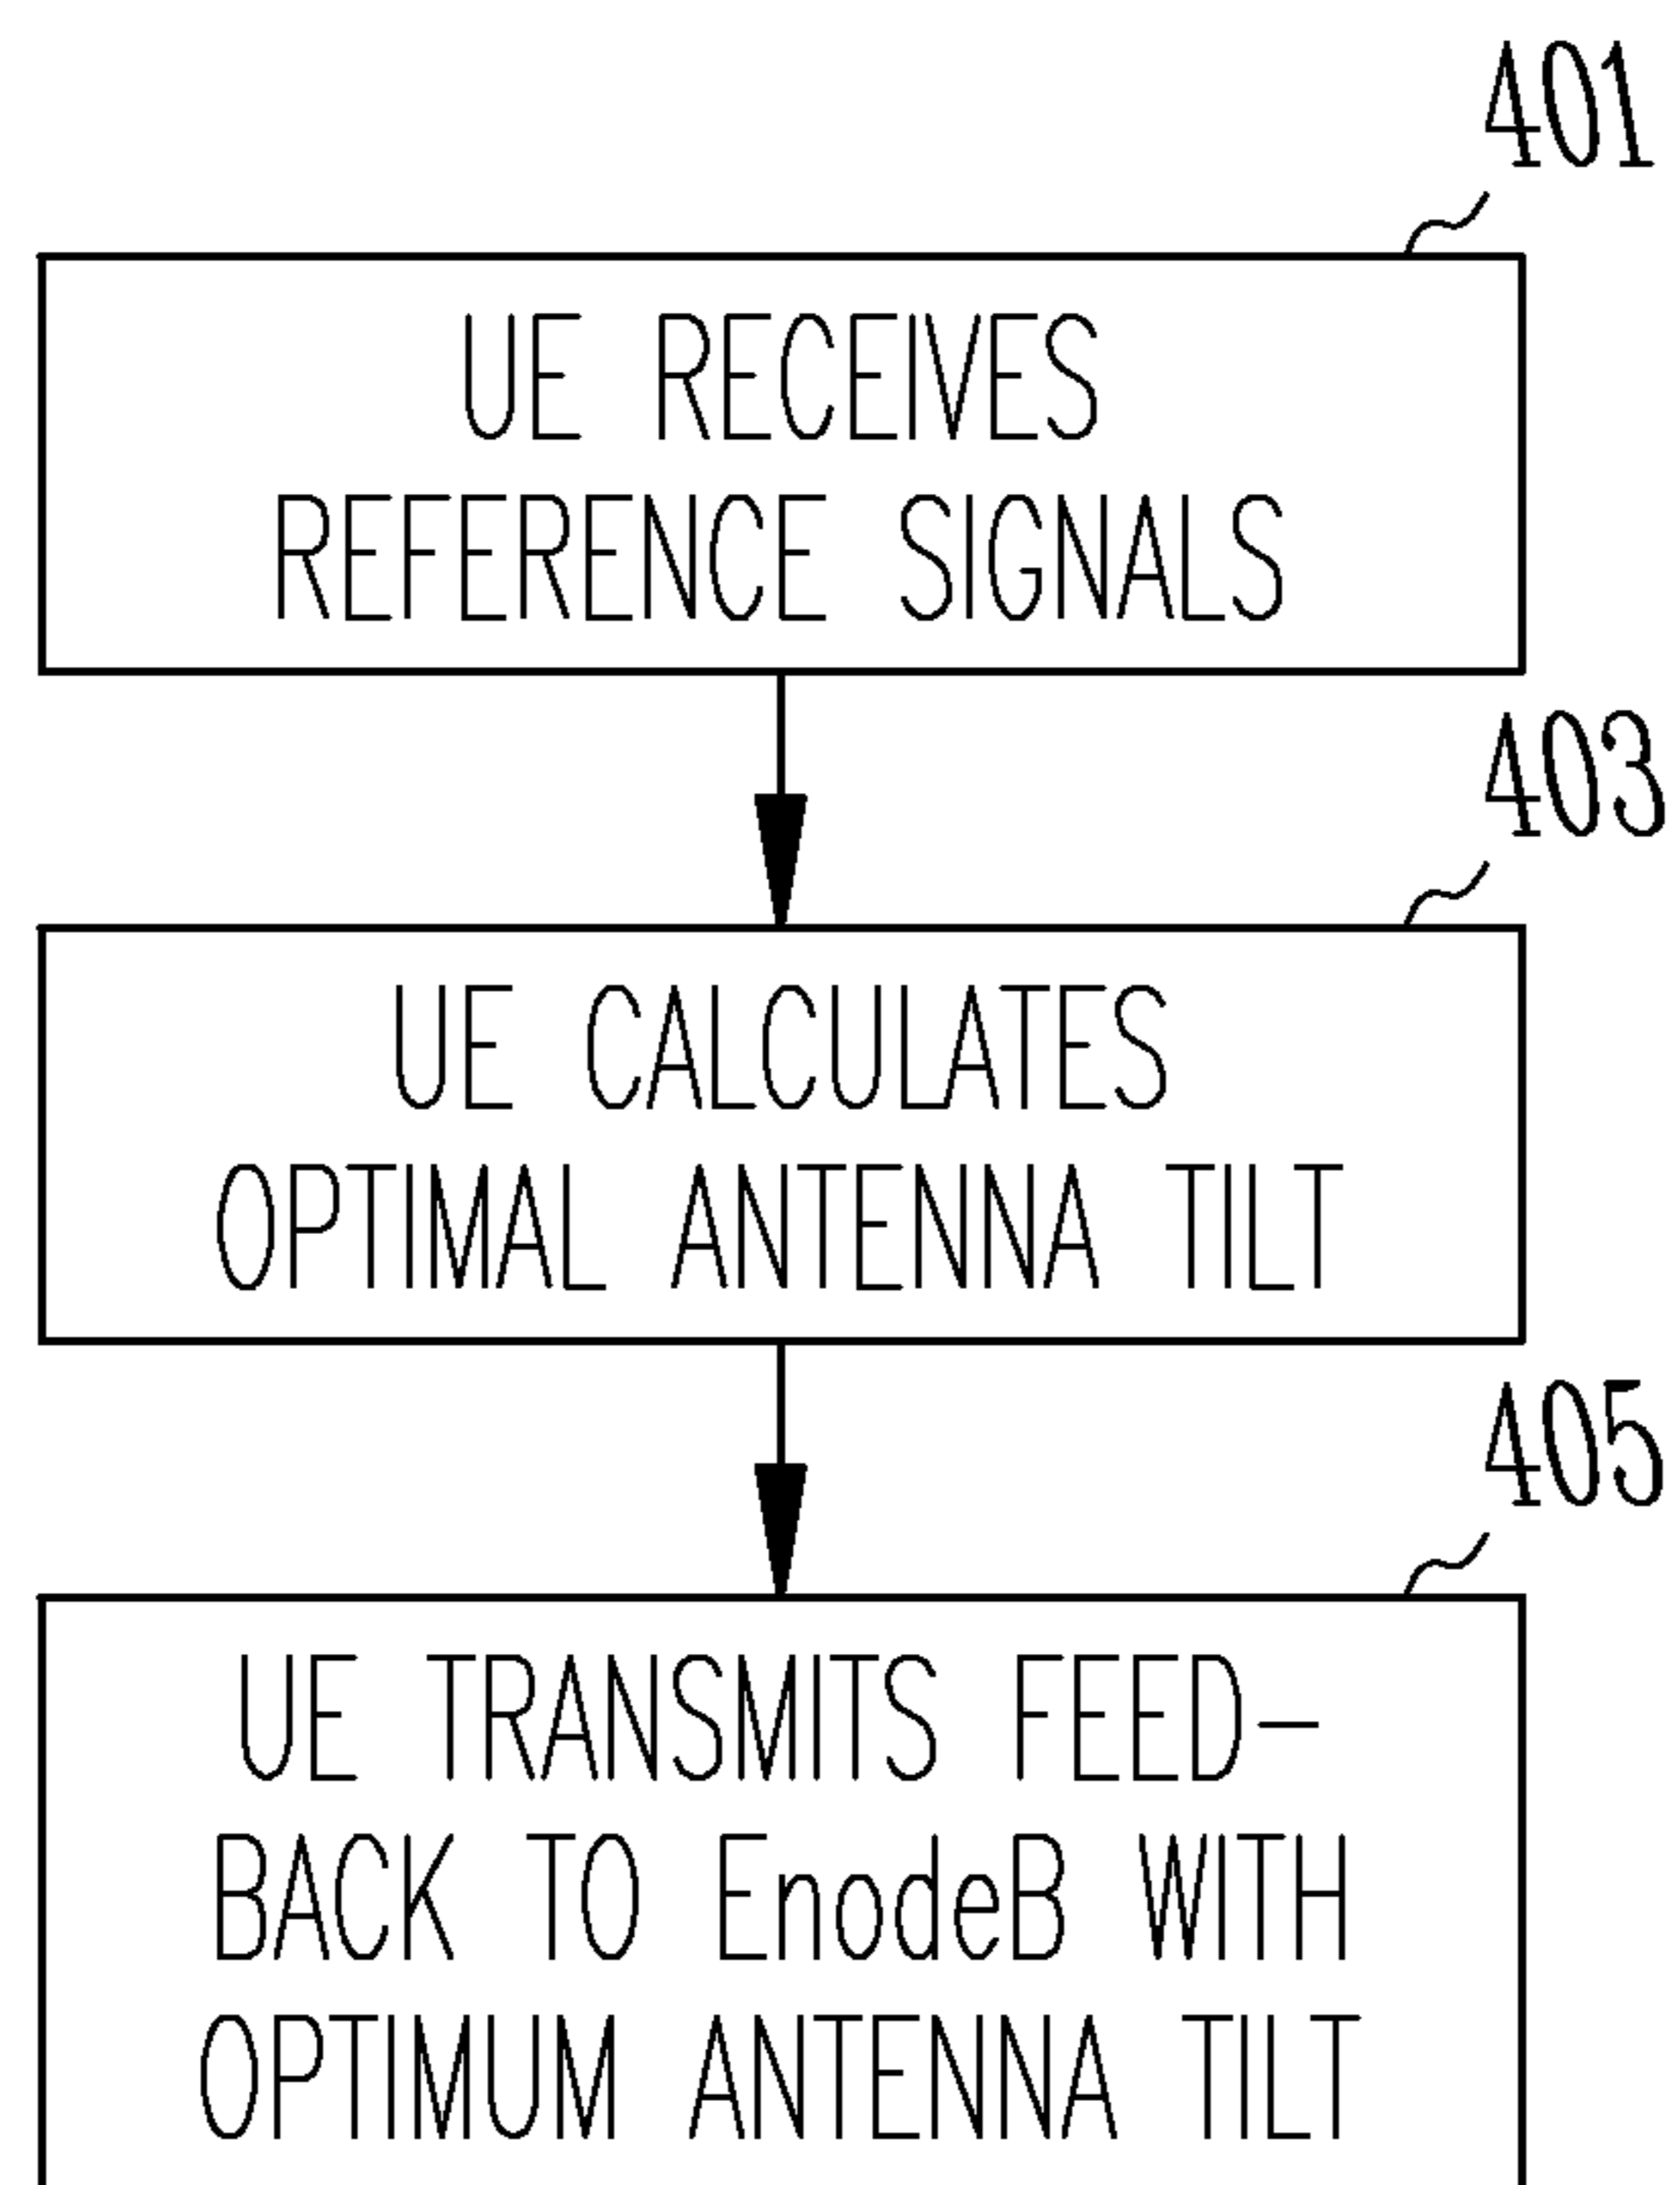 401
UE RECEIVES
REFERENCE SIGNALS
403
UE CALCULATES
OPTIMAL ANTENNA TILT
405
UE TRANSMITS FEED-
BACK TO EnodeB WITH
OPTIMUM ANTENNA TILT